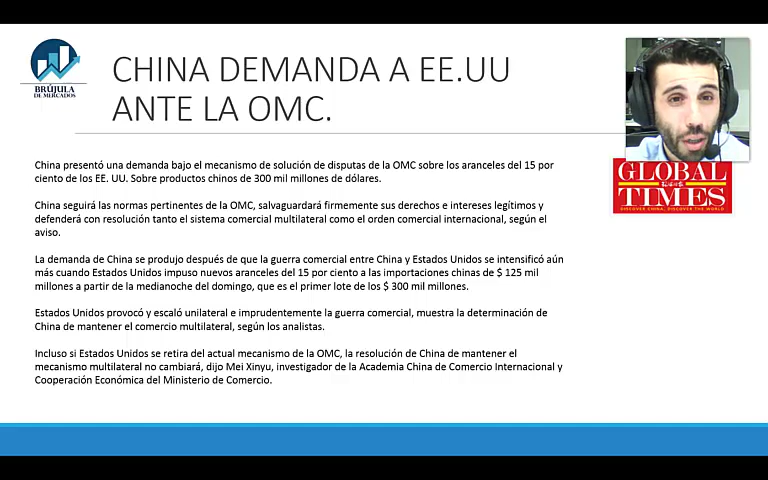 BRÚJULA
DE MERCADOS
CHINA DEMANDA A EE.UU
ANTE LA OMC.
GLOBAL
TIMES
DISCOVER CHINA, DISCOVER THE WORLD
China presentó una demanda bajo el mecanismo de solución de disputas de la OMC sobre los aranceles del 15 por
ciento de los EE. UU. Sobre productos chinos de 300 mil millones de dólares.
China seguirá las normas pertinentes de la OMC, salvaguardará firmemente sus derechos e intereses legítimos y
defenderá con resolución tanto el sistema comercial multilateral como el orden comercial internacional, según el
aviso.
La demanda de China se produjo después de que la guerra comercial entre China y Estados Unidos se intensificó aún
más cuando Estados Unidos impuso nuevos aranceles del 15 por ciento a las importaciones chinas de $ 125 mil
millones a partir de la medianoche del domingo, que es el primer lote de los $ 300 mil millones.
Estados Unidos provocó y escaló unilateral e imprudentemente la guerra comercial, muestra la determinación de
China de mantener el comercio multilateral, según los analistas.
Incluso si Estados Unidos se retira del actual mecanismo de la OMC, la resolución de China de mantener el
mecanismo multilateral no cambiará, dijo Mei Xinyu, investigador de la Academia China de Comercio Internacional y
Cooperación Económica del Ministerio de Comercio.